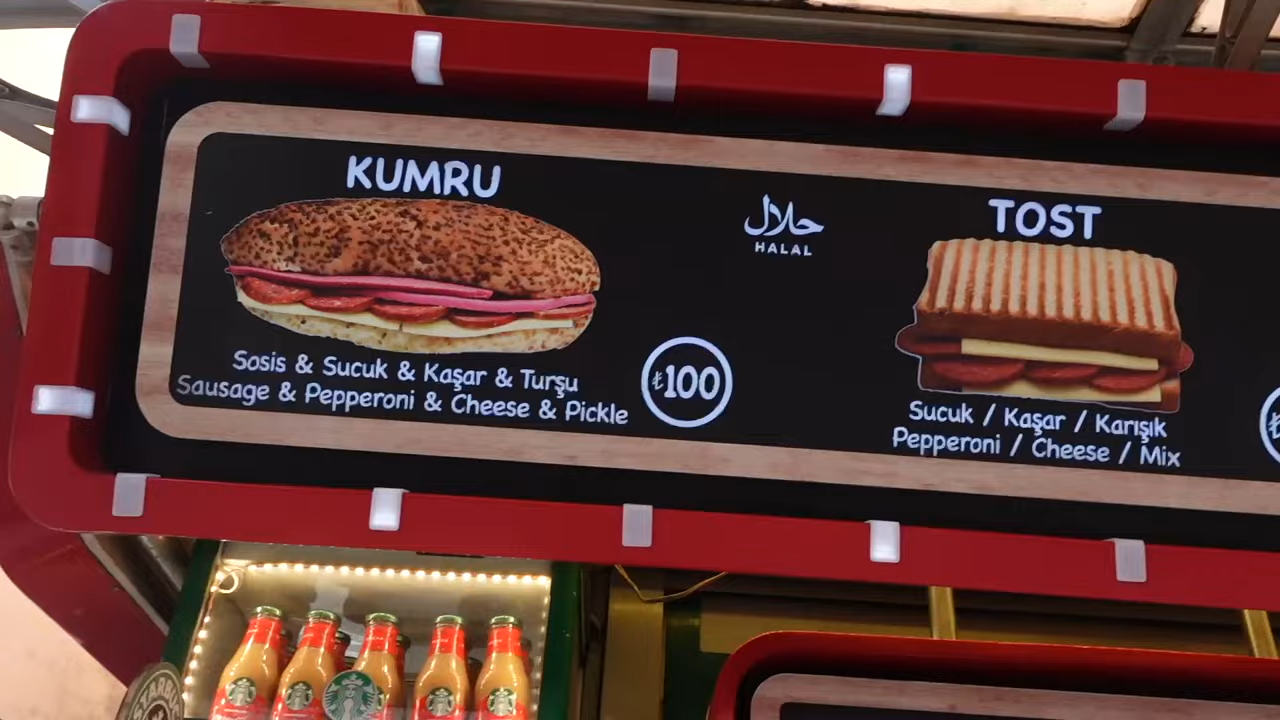 KUMRU
Sosis & Sucuk & Kaşar & Turşu
Sausage & Pepperoni & Cheese & Pickle
₺100
حلال
HALAL
TOST
Sucuk / Kaşar / Karışık
Pepperoni / Cheese / Mix
₺
STARBUC